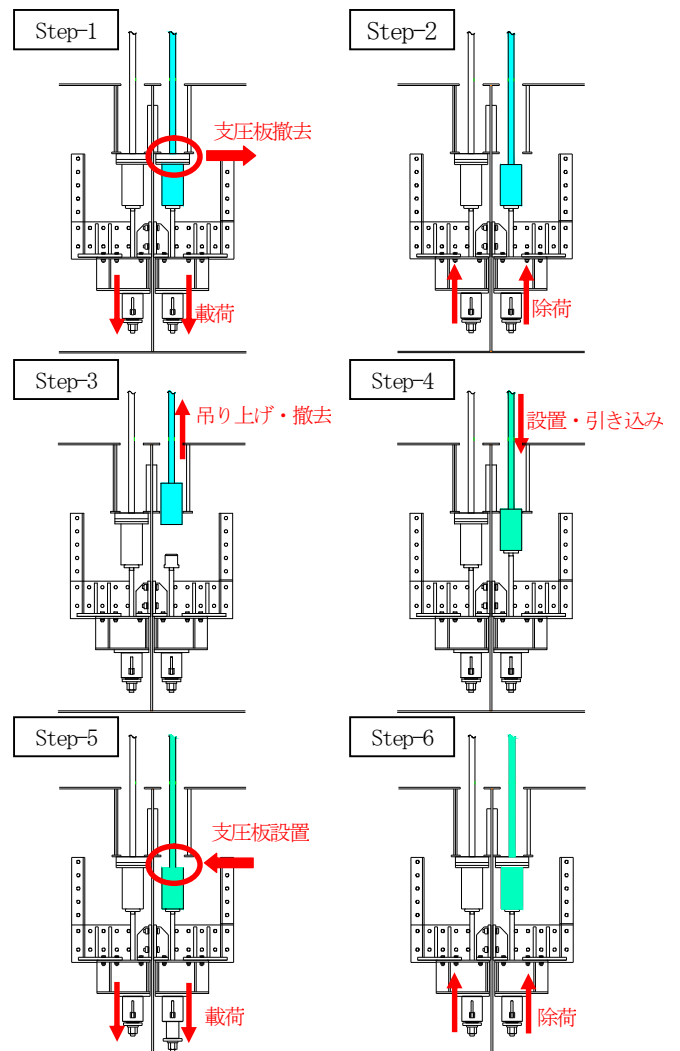 Step-1
支圧板撤去
載荷
Step-2
除荷
Step-3
吊り上げ・撤去
Step-4
設置・引き込み
Step-5
支圧板設置
載荷
Step-6
除荷